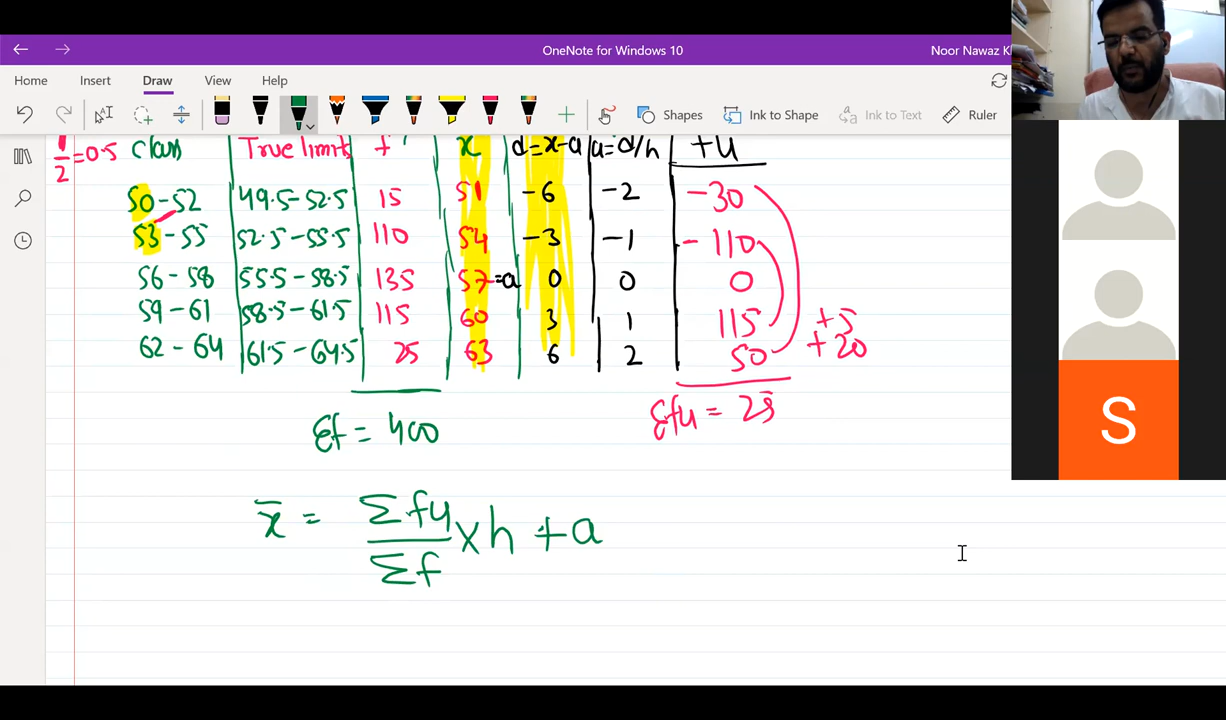 OneNote for Windows 10
Noor Nawaz K
Home Insert Draw View Help
Shapes Ink to Shape Ink to Text Ruler
1/2 = 0.5 class True limits f x d=x-a u=d/h fu
50-52 49.5-52.5 15 51 -6 -2 -30
53-55 52.5-55.5 110 54 -3 -1 -110
56-58 55.5-58.5 135 57=a 0 0 0
59-61 58.5-61.5 115 60 3 1 115 +5
62-64 61.5-64.5 25 63 6 2 50 +20
Σf = 400 Σfu = 25
x̄ = Σfu/Σf × h + a
S